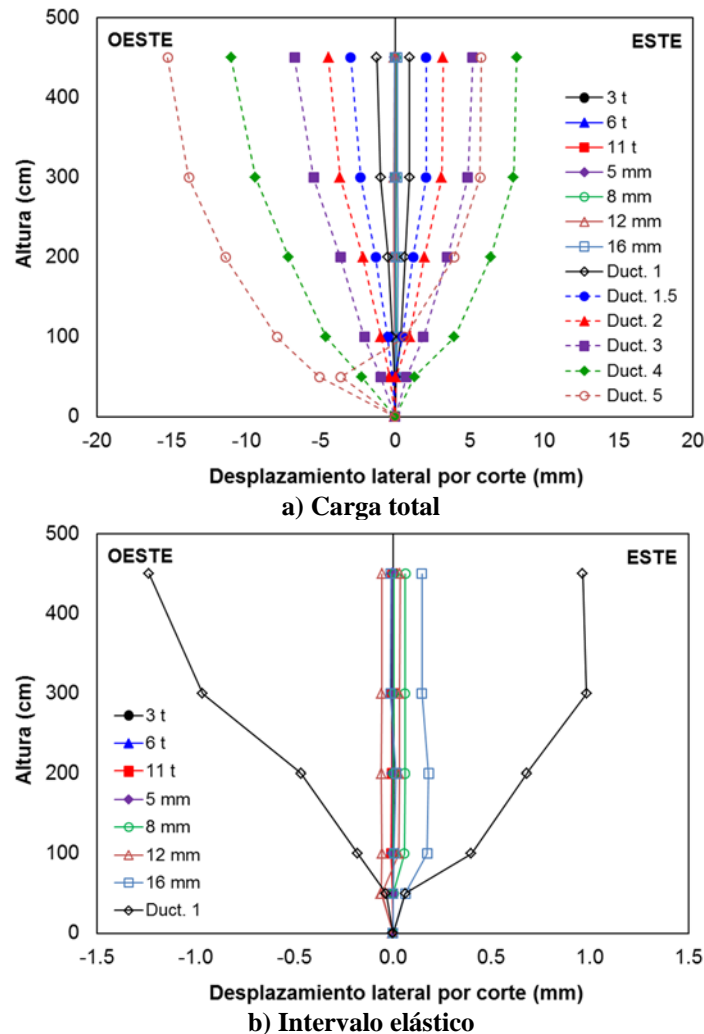 500
OESTE
ESTE
400
3 t
6 t
11 t
300
5 mm
8 mm
12 mm
200
16 mm
Duct. 1
Duct. 1.5
100
Duct. 2
Duct. 3
Duct. 4
0
Duct. 5
Altura (cm)
-20 -15 -10 -5 0 5 10 15 20
Desplazamiento lateral por corte (mm)
a) Carga total
500
OESTE
ESTE
400
300
3 t
6 t
200
11 t
5 mm
8 mm
100
12 mm
16 mm
Duct. 1
0
Altura (cm)
-1.5 -1.0 -0.5 0.0 0.5 1.0 1.5
Desplazamiento lateral por corte (mm)
b) Intervalo elástico